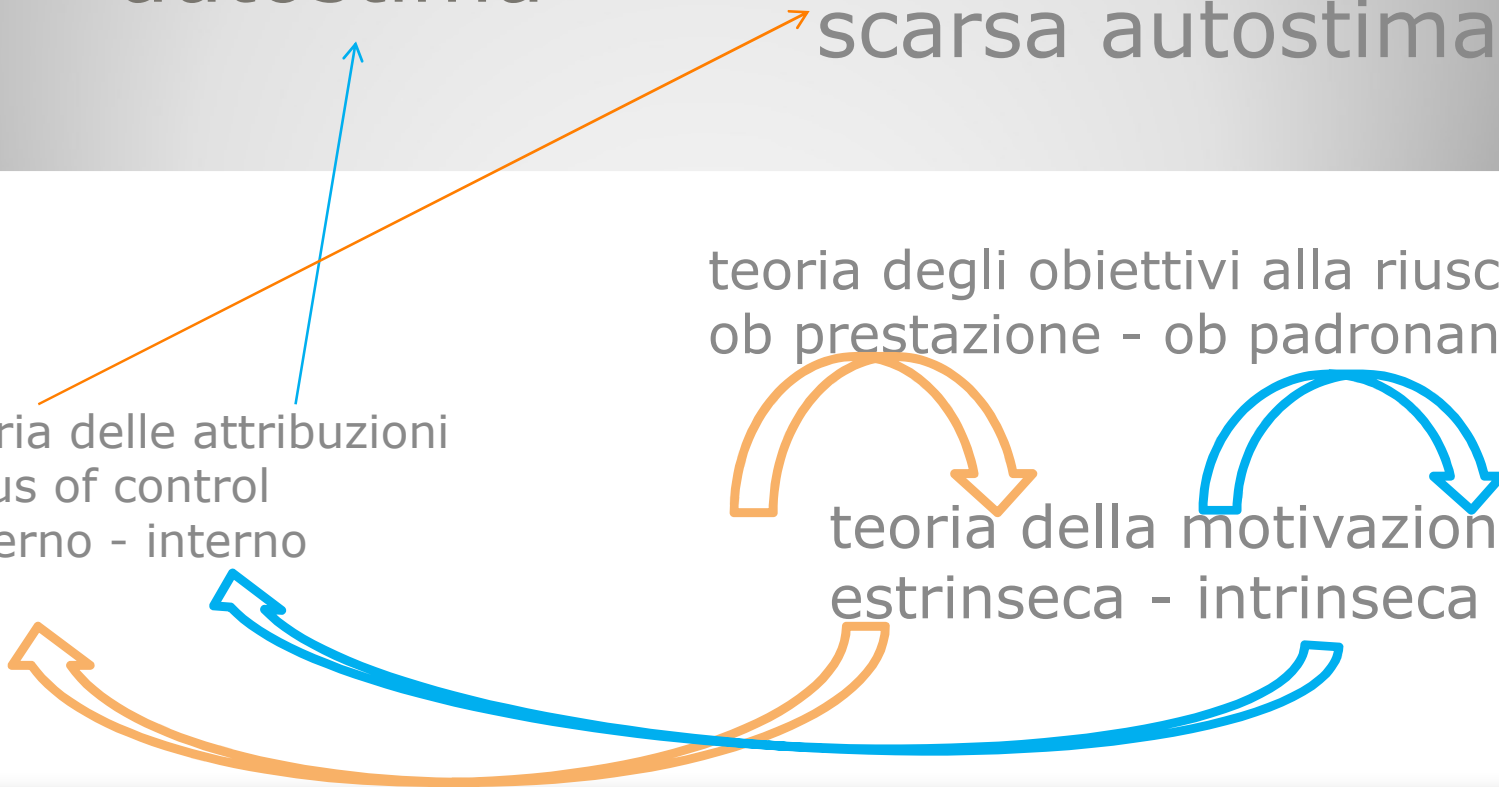 autostima
scarsa autostima
teoria degli obiettivi alla riusc
ob prestazione - ob padronan
ria delle attribuzioni
us of control
erno - interno
teoria della motivazion
estrinseca - intrinseca